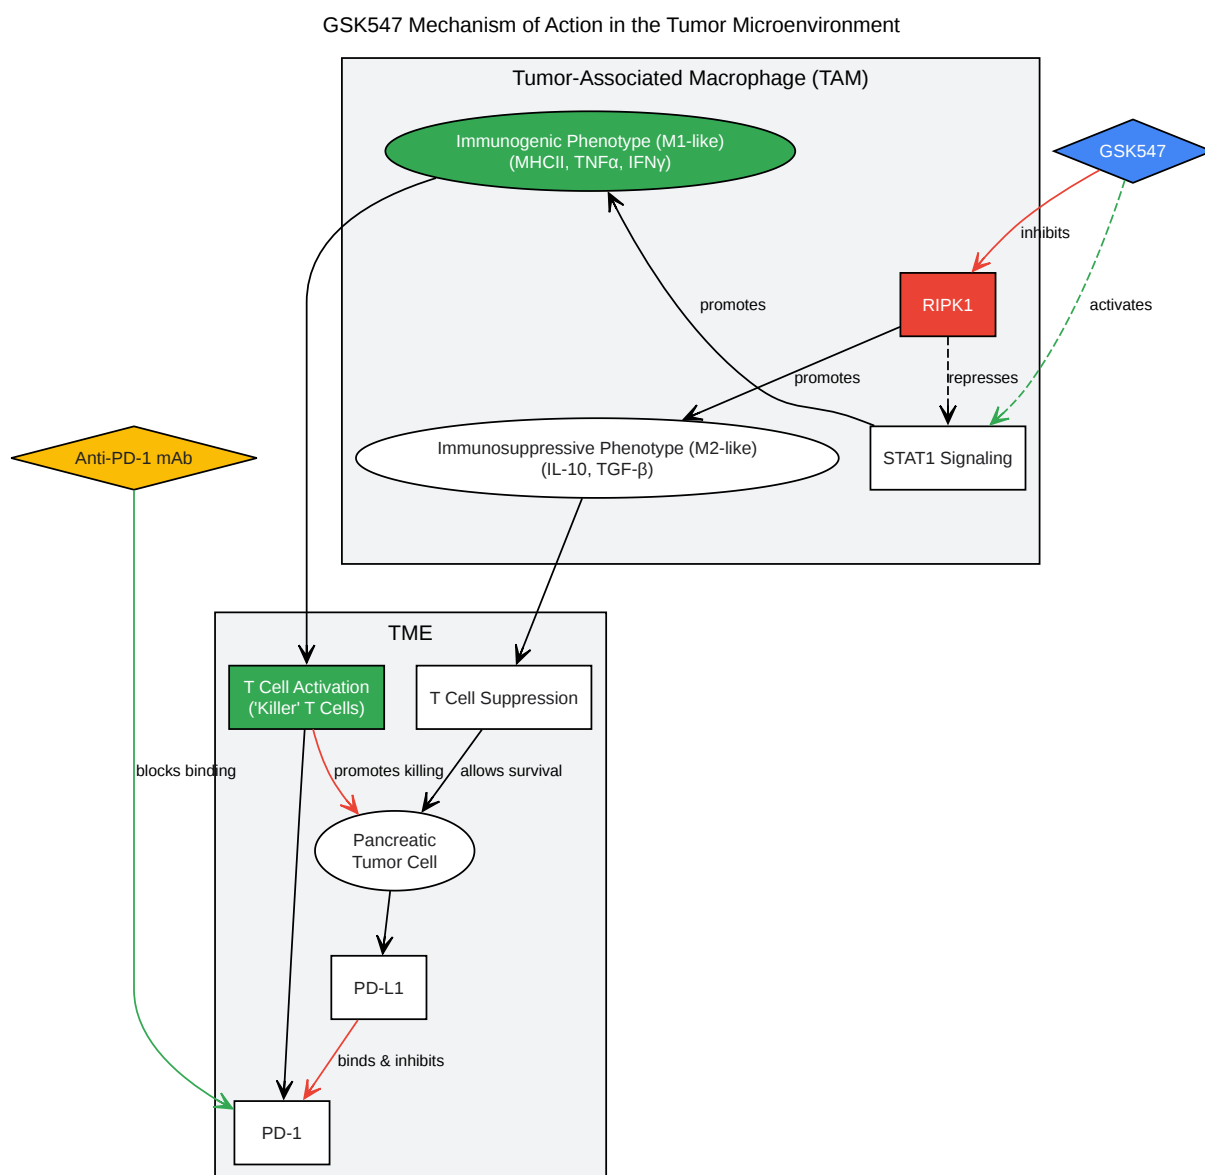 GSK547 Mechanism of Action in the Tumor Microenvironment
Tumor-Associated Macrophage (TAM)
Immunogenic Phenotype (M1-like)
(MHCII, TNFα, IFNγ)
GSK547
inhibits
RIPK1
promotes
activates
promotes
represses
Immunosuppressive Phenotype (M2-like)
(IL-10, TGF-β)
STAT1 Signaling
Anti-PD-1 mAb
TME
T Cell Activation
('Killer' T Cells)
T Cell Suppression
blocks binding
promotes killing
allows survival
Pancreatic
Tumor Cell
PD-L1
binds & inhibits
PD-1